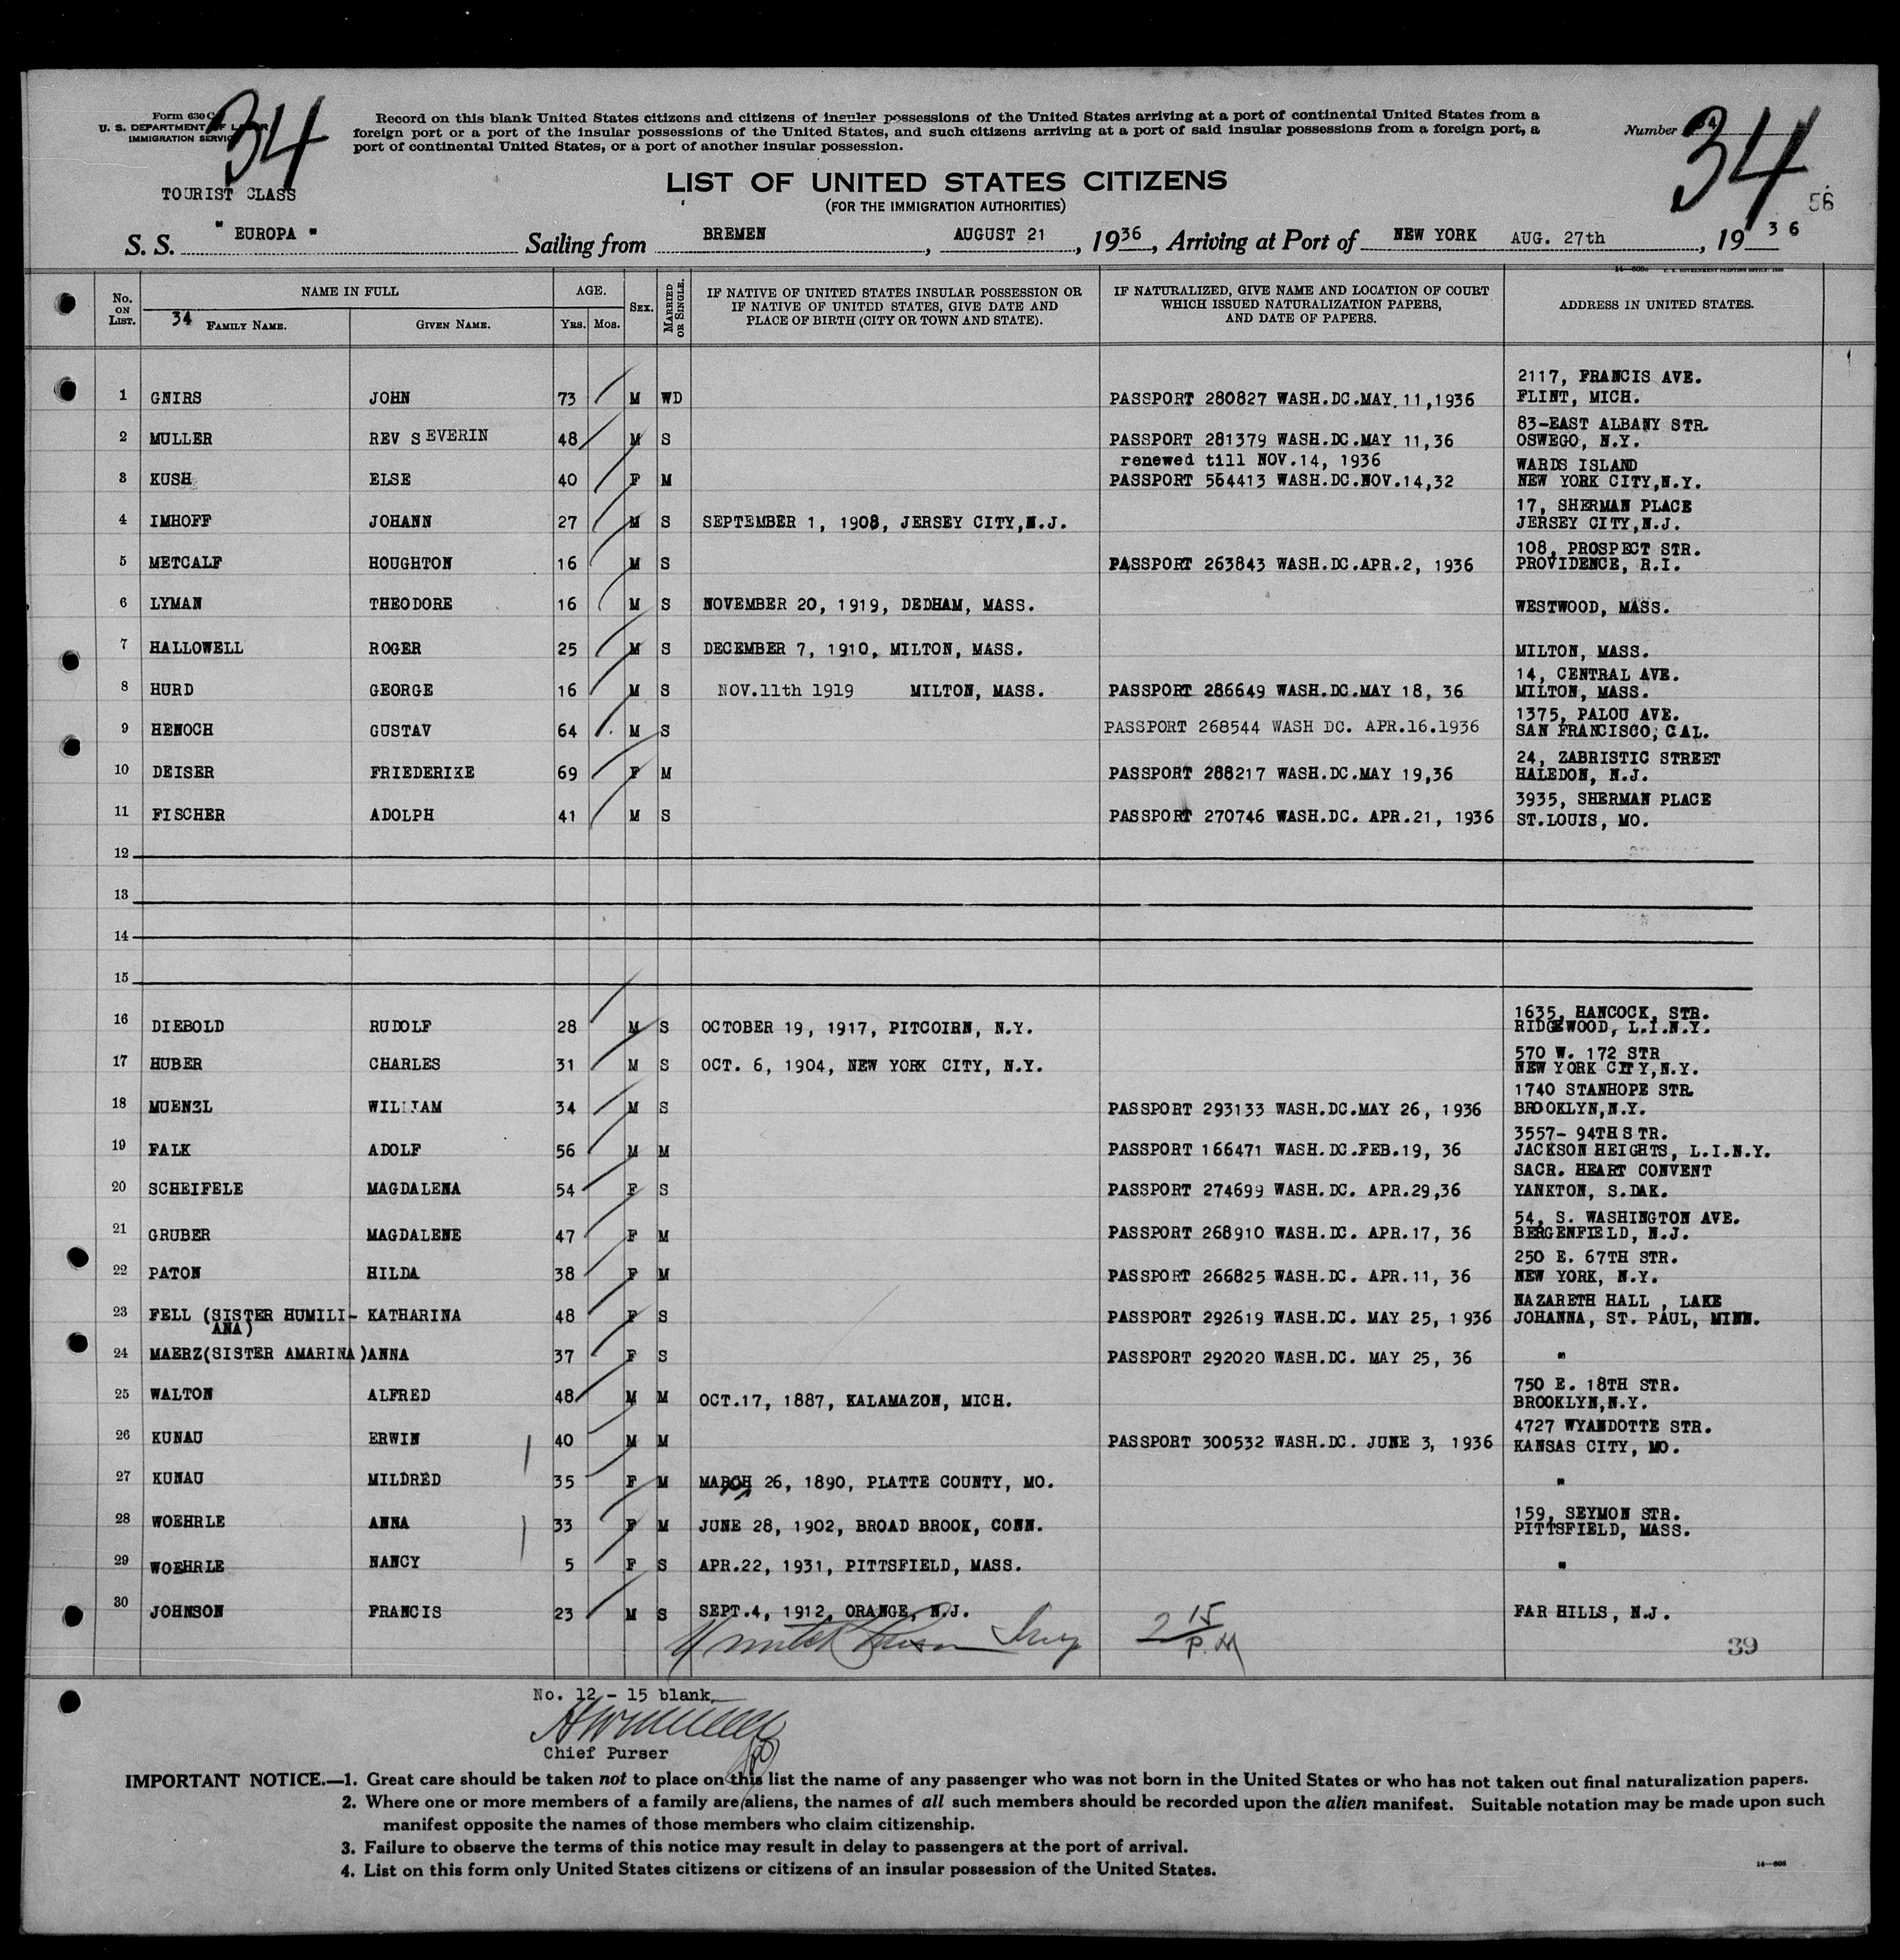 34
34
Form 630 C
U. S. DEPARTMENT OF LABOR
IMMIGRATION SERVICE
Record on this blank United States citizens and citizens of insular possessions of the United States arriving at a port of continental United States from a
foreign port or a port of the insular possessions of the United States, and such citizens arriving at a port of said insular possessions from a foreign port, a
port of continental United States, or a port of another insular possession.
Number
TOURIST CLASS
LIST OF UNITED STATES CITIZENS
(FOR THE IMMIGRATION AUTHORITIES)
56
S. S. " EUROPA " Sailing from BREMEN, AUGUST 21, 1936, Arriving at Port of NEW YORK AUG. 27th, 1936
No. ON LIST. NAME IN FULL 34 FAMILY NAME. GIVEN NAME. AGE. Yrs. Mos. SEX. MARRIED OR SINGLE. IF NATIVE OF UNITED STATES INSULAR POSSESSION OR IF NATIVE OF UNITED STATES, GIVE DATE AND PLACE OF BIRTH (CITY OR TOWN AND STATE). IF NATURALIZED, GIVE NAME AND LOCATION OF COURT WHICH ISSUED NATURALIZATION PAPERS, AND DATE OF PAPERS. ADDRESS IN UNITED STATES.
2117, FRANCIS AVE.
1 GNIRS JOHN 73 M WD PASSPORT 280827 WASH.DC.MAY.11,1936 FLINT, MICH.
83-EAST ALBANY STR.
2 MULLER REV SEVERIN 48 M S PASSPORT 281379 WASH.DC.MAY 11,36 OSWEGO, N.Y.
renewed till NOV.14, 1936 WARDS ISLAND
3 KUSH ELSE 40 F M PASSPORT 564413 WASH.DC.NOV.14,32 NEW YORK CITY,N.Y.
17, SHERMAN PLACE
4 IMHOFF JOHANN 27 M S SEPTEMBER 1, 1908, JERSEY CITY,N.J. JERSEY CITY,N.J.
108, PROSPECT STR.
5 METCALF HOUGHTON 16 M S PASSPORT 263843 WASH.DC.APR.2, 1936 PROVIDENCE, R.I.
6 LYMAN THEODORE 16 M S NOVEMBER 20, 1919, DEDHAM, MASS. WESTWOOD, MASS.
7 HALLOWELL ROGER 25 M S DECEMBER 7, 1910, MILTON, MASS. MILTON, MASS.
14, CENTRAL AVE.
8 HURD GEORGE 16 M S NOV.11th 1919 MILTON, MASS. PASSPORT 286649 WASH.DC.MAY 18, 36 MILTON, MASS.
1375, PALOU AVE.
9 HENOCH GUSTAV 64 M S PASSPORT 268544 WASH DC. APR.16.1936 SAN FRANCISCO, CAL.
24, ZABRISTIC STREET
10 DEISER FRIEDERIKE 69 F M PASSPORT 288217 WASH.DC.MAY 19,36 HALEDON, N.J.
3935, SHERMAN PLACE
11 FISCHER ADOLPH 41 M S PASSPORT 270746 WASH.DC. APR.21, 1936 ST.LOUIS, MO.
12
13
14
15
1635, HANCOCK, STR.
16 DIEBOLD RUDOLF 28 M S OCTOBER 19, 1917, PITCOIRN, N.Y. RIDGEWOOD, L.I.N.Y.
570 W. 172 STR
17 HUBER CHARLES 31 M S OCT. 6, 1904, NEW YORK CITY, N.Y. NEW YORK CITY,N.Y.
1740 STANHOPE STR.
18 MUENZL WILLIAM 34 M S PASSPORT 293133 WASH.DC.MAY 26, 1936 BROOKLYN,N.Y.
3557- 94TH STR.
19 FALK ADOLF 56 M M PASSPORT 166471 WASH.DC.FEB.19, 36 JACKSON HEIGHTS, L.I.N.Y.
SACR. HEART CONVENT
20 SCHEIFELE MAGDALENA 54 F S PASSPORT 274699 WASH.DC. APR.29,36 YANKTON, S.DAK.
54, S. WASHINGTON AVE.
21 GRUBER MAGDALENE 47 F M PASSPORT 268910 WASH.DC. APR.17, 36 BERGENFIELD, N.J.
250 E. 67TH STR.
22 PATON HILDA 38 F M PASSPORT 266825 WASH.DC. APR.11, 36 NEW YORK, N.Y.
NAZARETH HALL , LAKE
23 FELL (SISTER HUMILI- KATHARINA 48 F S PASSPORT 292619 WASH.DC. MAY 25, 1936 JOHANNA, ST. PAUL, MINN.
ANA)
24 MAERZ(SISTER AMARINA )ANNA 37 F S PASSPORT 292020 WASH.DC. MAY 25, 36 "
750 E. 18TH STR.
25 WALTON ALFRED 48 M M OCT.17, 1887, KALAMAZON, MICH. BROOKLYN,N.Y.
4727 WYANDOTTE STR.
26 KUNAU ERWIN 40 M M PASSPORT 300532 WASH.DC. JUNE 3, 1936 KANSAS CITY, MO.
27 KUNAU MILDRED 35 F M MARCH 26, 1890, PLATTE COUNTY, MO. "
159, SEYMON STR.
28 WOEHRLE ANNA 33 F M JUNE 28, 1902, BROAD BROOK, CONN. PITTSFIELD, MASS.
29 WOEHRLE NANCY 5 F S APR.22, 1931, PITTSFIELD, MASS. "
30 JOHNSON FRANCIS 23 M S SEPT.4, 1912, ORANGE, N.J. FAR HILLS, N.J.
2 15 P.M
39
No. 12 - 15 blank
Chief Purser
IMPORTANT NOTICE.—1. Great care should be taken not to place on this list the name of any passenger who was not born in the United States or who has not taken out final naturalization papers.
2. Where one or more members of a family are aliens, the names of all such members should be recorded upon the alien manifest. Suitable notation may be made upon such
manifest opposite the names of those members who claim citizenship.
3. Failure to observe the terms of this notice may result in delay to passengers at the port of arrival.
4. List on this form only United States citizens or citizens of an insular possession of the United States.